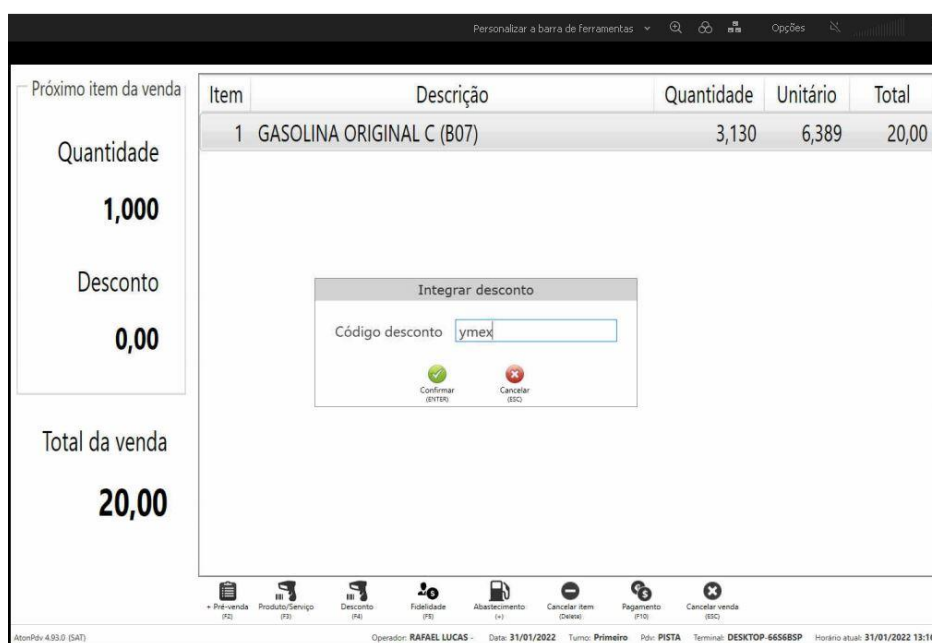 Personalizar a barra de ferramentas
Opções
Próximo item da venda
Quantidade
1,000
Desconto
0,00
Total da venda
20,00
Item Descrição Quantidade Unitário Total
1 GASOLINA ORIGINAL C (B07) 3,130 6,389 20,00
Integrar desconto
Código desconto ymex
Confirmar (ENTER)
Cancelar (ESC)
+ Pré-venda (F2)
Produto/Serviço (F3)
Desconto (F4)
Fidelidade (F5)
Abastecimento (+)
Cancelar item (Delete)
Pagamento (F10)
Cancelar venda (ESC)
AtonPdv 4.93.0 (SAT) Operador: RAFAEL LUCAS - Data: 31/01/2022 Turno: Primeiro Pdv: PISTA Terminal: DESKTOP-66S6BSP Horário atual: 31/01/2022 13:16